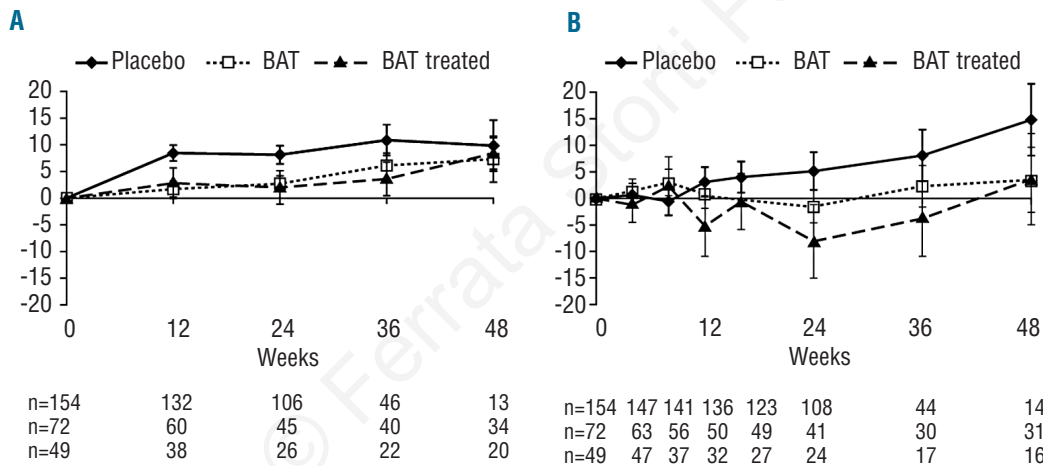 A
Placebo BAT BAT treated
20
15
10
5
0
-5
-10
-15
-20
0 12 24 36 48
Weeks
n=154 132 106 46 13
n=72 60 45 40 34
n=49 38 26 22 20
B
Placebo BAT BAT treated
20
15
10
5
0
-5
-10
-15
-20
0 12 24 36 48
Weeks
n=154 147 141 136 123 108 44 14
n=72 63 56 50 49 41 30 31
n=49 47 37 32 27 24 17 16
© Ferrata Storti F